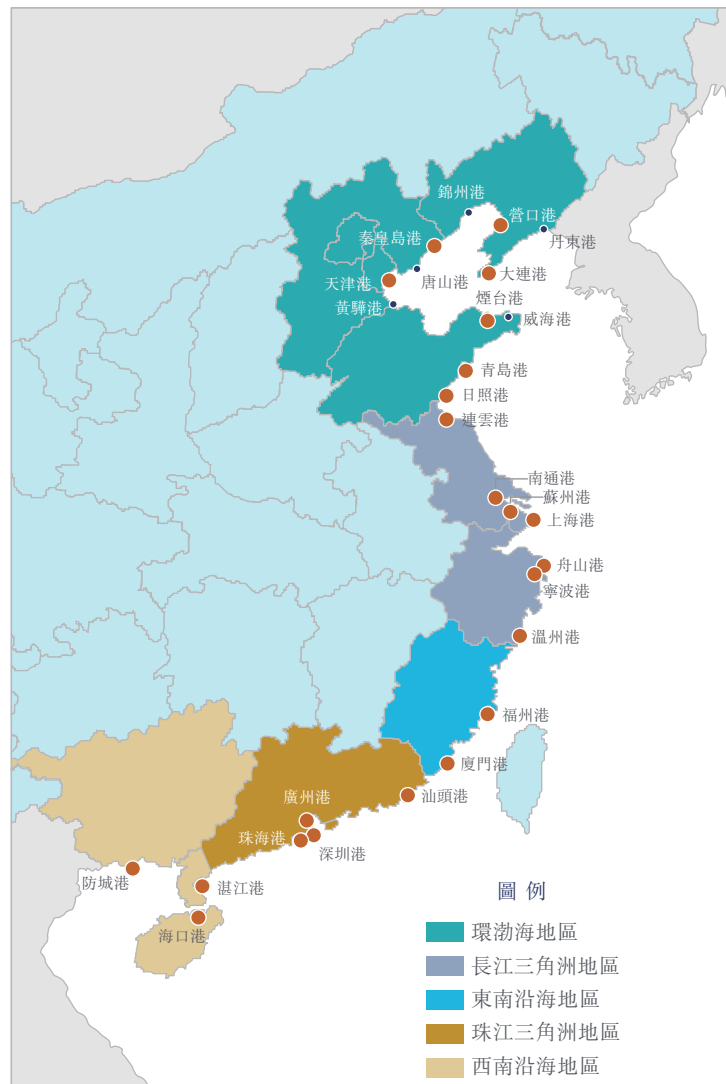 錦州港
營口港
秦皇島港
丹東港
天津港
唐山港
大連港
黃驊港
煙台港
威海港
青島港
日照港
連雲港
南通港
蘇州港
上海港
舟山港
寧波港
溫州港
福州港
廈門港
汕頭港
廣州港
珠海港
深圳港
防城港
湛江港
海口港
圖例
環渤海地區
長江三角洲地區
東南沿海地區
珠江三角洲地區
西南沿海地區